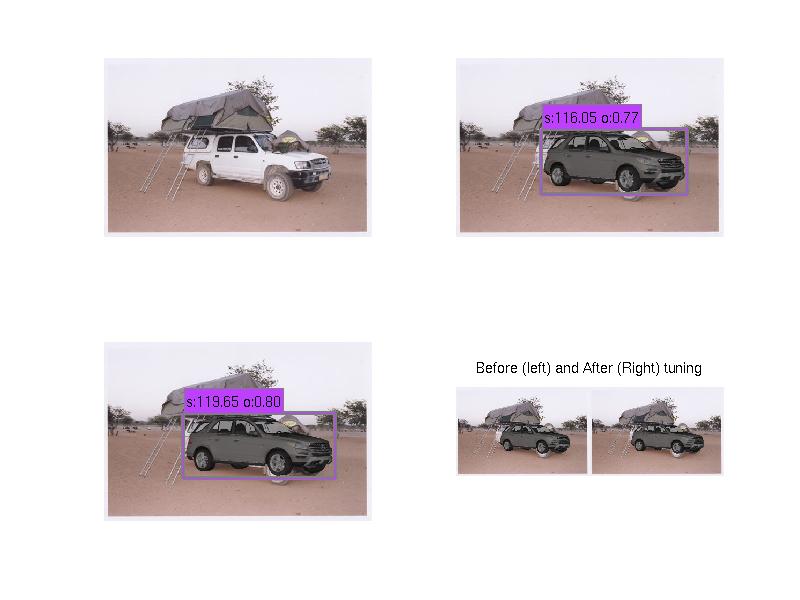 s:116.05 o:0.77
s:119.65 o:0.80
Before (left) and After (Right) tuning